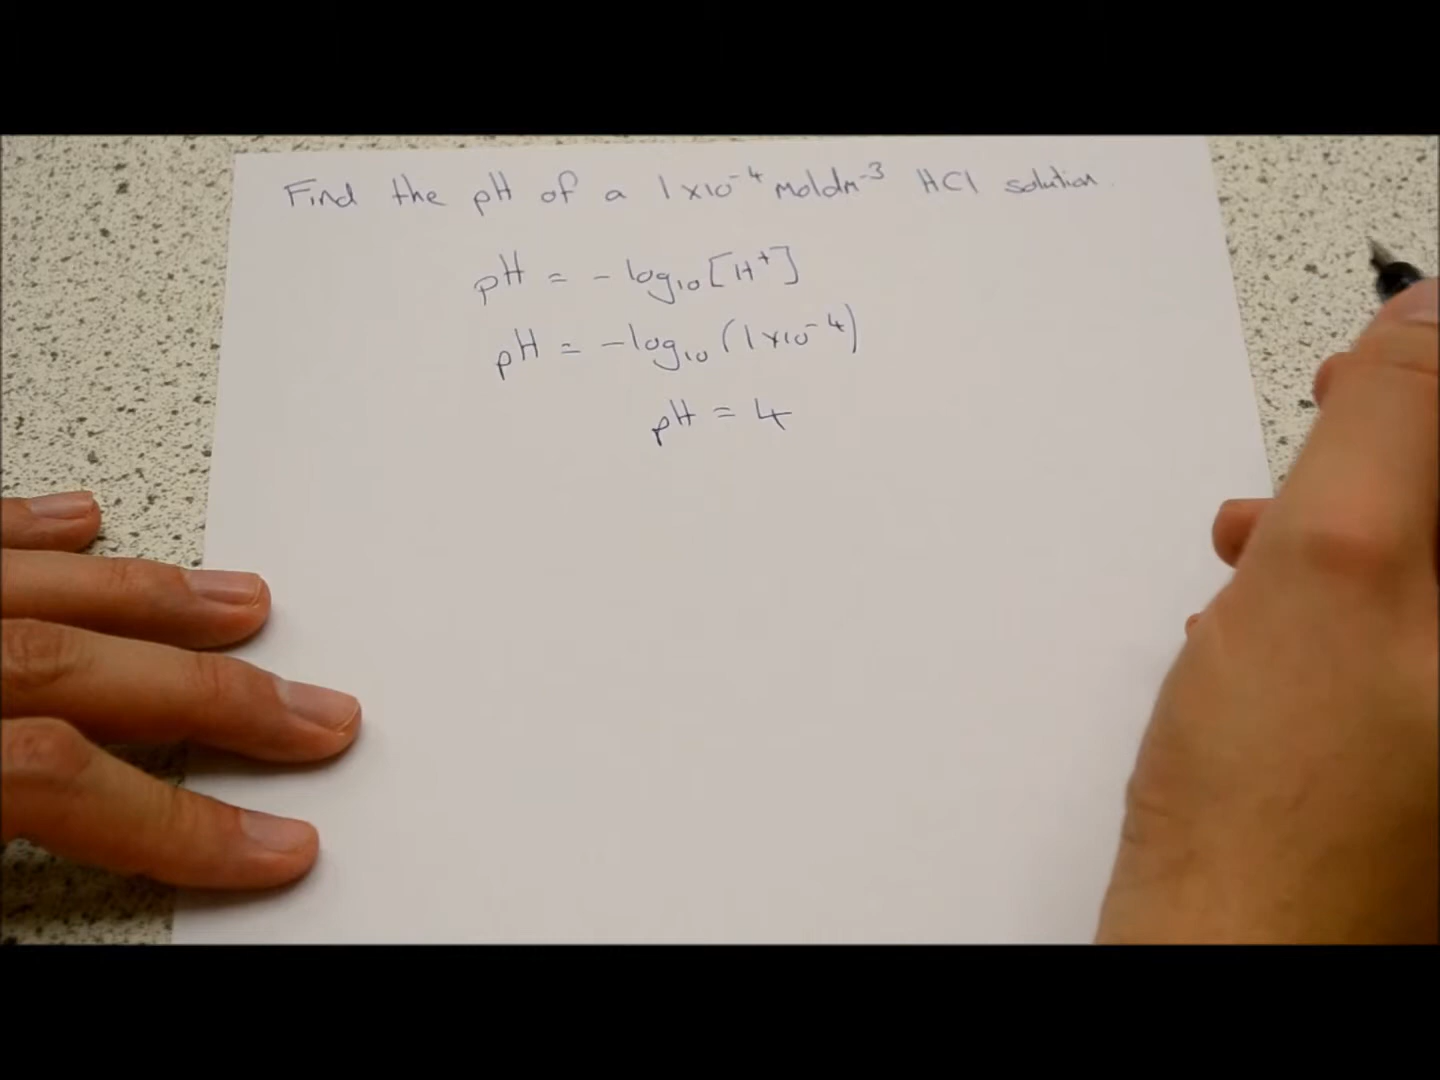 Find the pH of a 1×10⁻⁴ moldm⁻³ HCl solution.
pH = -log₁₀[H⁺]
pH = -log₁₀(1×10⁻⁴)
pH = 4